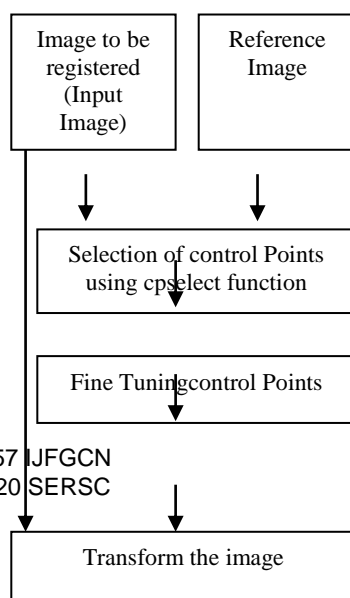 Image to be
registered
(Input
Image)
Reference
Image
Selection of control Points
using cpselect function
Fine Tuningcontrol Points
57 IJFGCN
20 SERSC
Transform the image